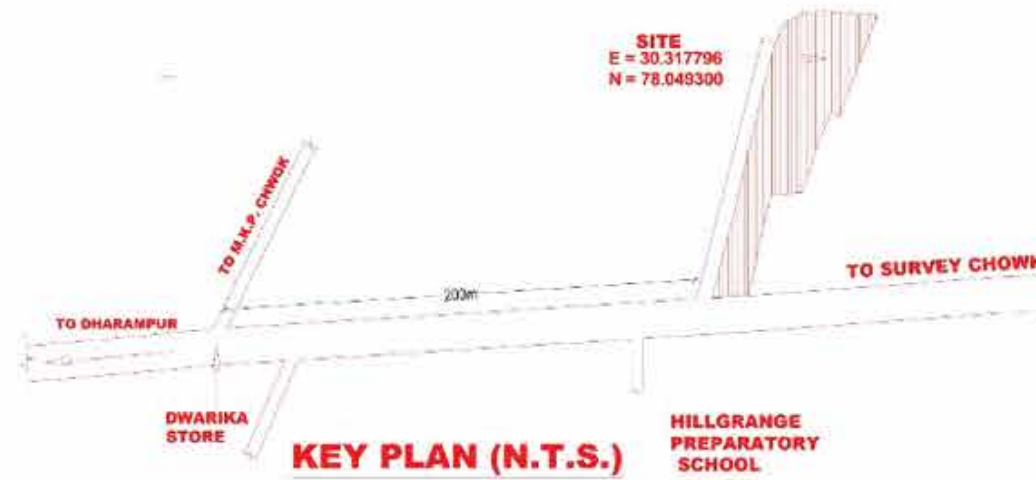 SITE
E = 30.317796
N = 78.049300
TO M.K.P. CHWOK
200m
TO SURVEY CHOWK
TO DHARAMPUR
DWARIKA
STORE
HILLGRANGE
PREPARATORY
SCHOOL
KEY PLAN (N.T.S.)